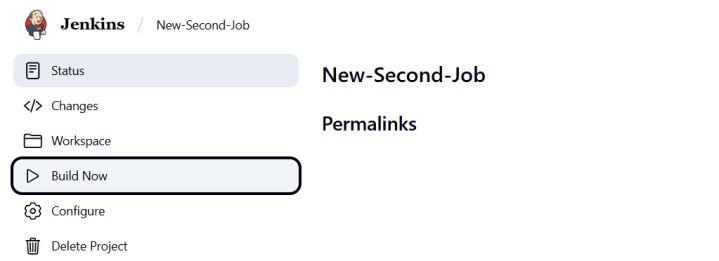 Jenkins / New-Second-Job
Status
Changes
Workspace
Build Now
Configure
Delete Project
New-Second-Job
Permalinks